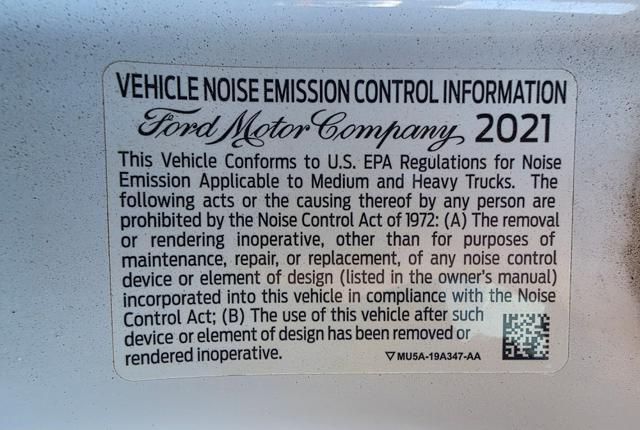 VEHICLE NOISE EMISSION CONTROL INFORMATION
Ford Motor Company 2021
This Vehicle Conforms to U.S. EPA Regulations for Noise
Emission Applicable to Medium and Heavy Trucks. The
following acts or the causing thereof by any person are
prohibited by the Noise Control Act of 1972: (A) The removal
or rendering inoperative, other than for purposes of
maintenance, repair, or replacement, of any noise control
device or element of design (listed in the owner's manual)
incorporated into this vehicle in compliance with the Noise
Control Act; (B) The use of this vehicle after such
device or element of design has been removed or
rendered inoperative.
▽ MU5A-19A347-AA